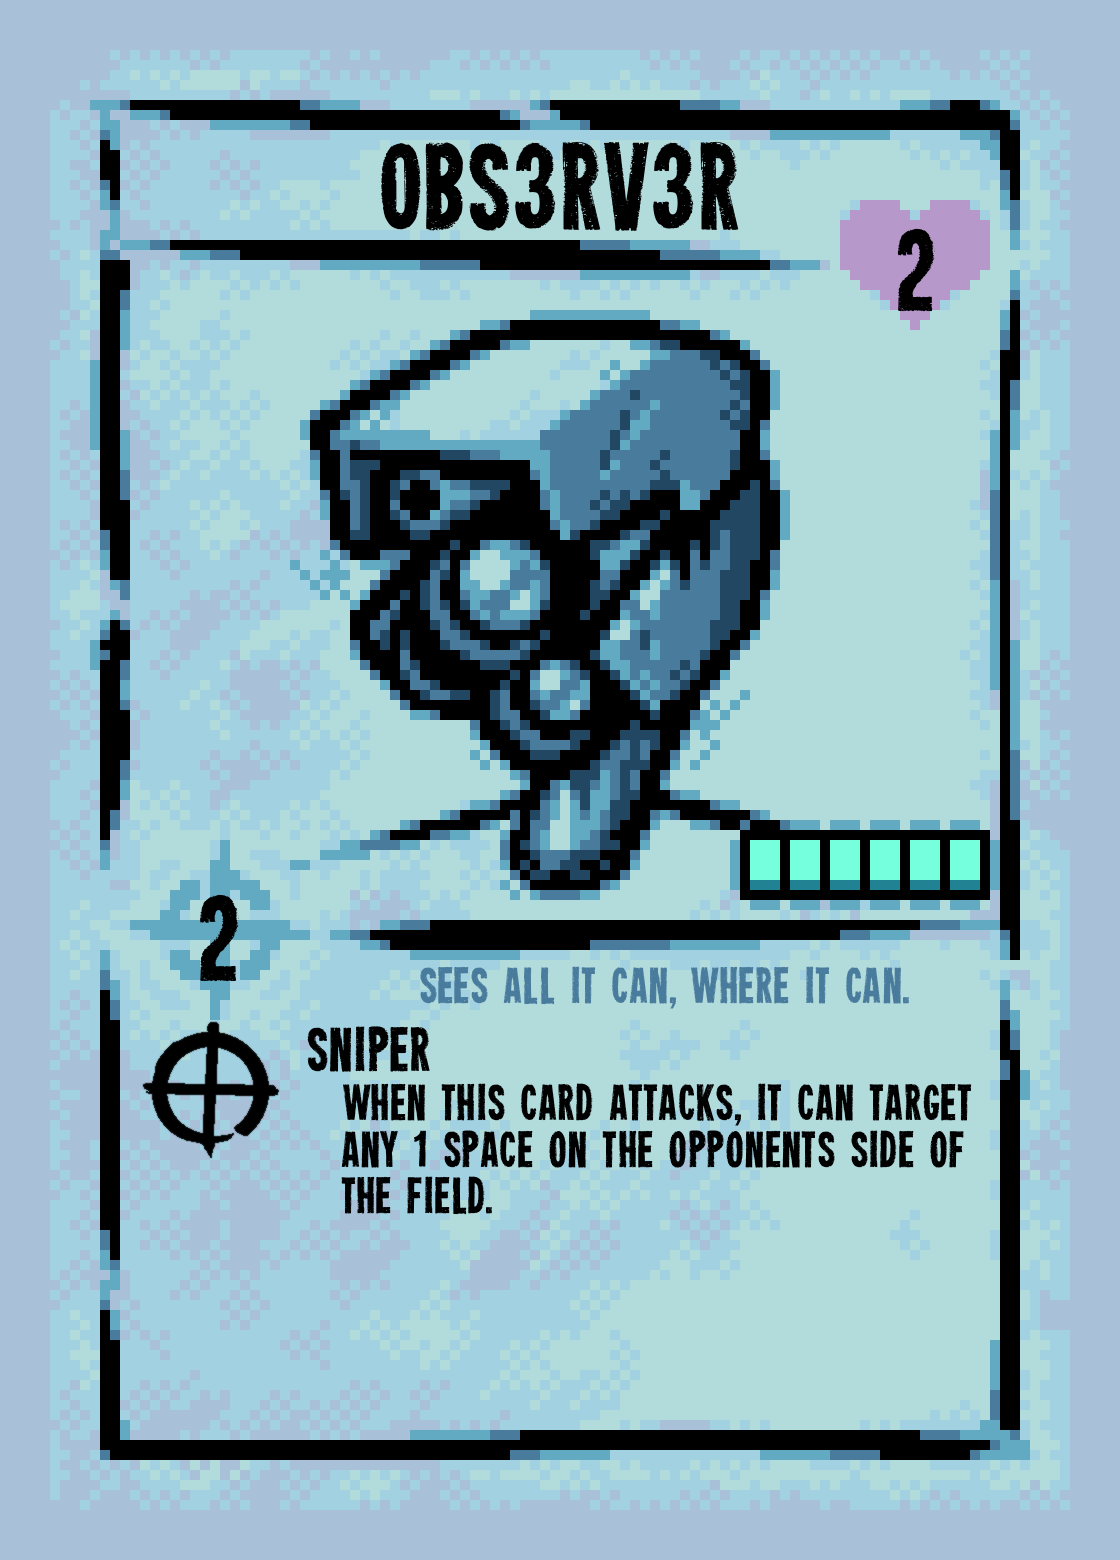 OBS3RV3R
2
2
SEES ALL IT CAN, WHERE IT CAN.
SNIPER
WHEN THIS CARD ATTACKS, IT CAN TARGET
ANY 1 SPACE ON THE OPPONENTS SIDE OF
THE FIELD.